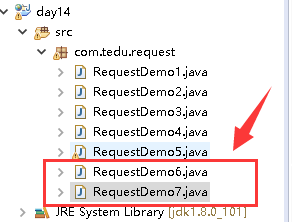 day14
src
com.tedu.request
RequestDemo1.java
RequestDemo2.java
RequestDemo3.java
RequestDemo4.java
RequestDemo5.java
RequestDemo6.java
RequestDemo7.java
JRE System Library [jdk1.8.0_101]